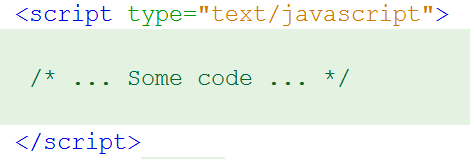 <script type="text/javascript">
/* ... Some code ... */
</script>